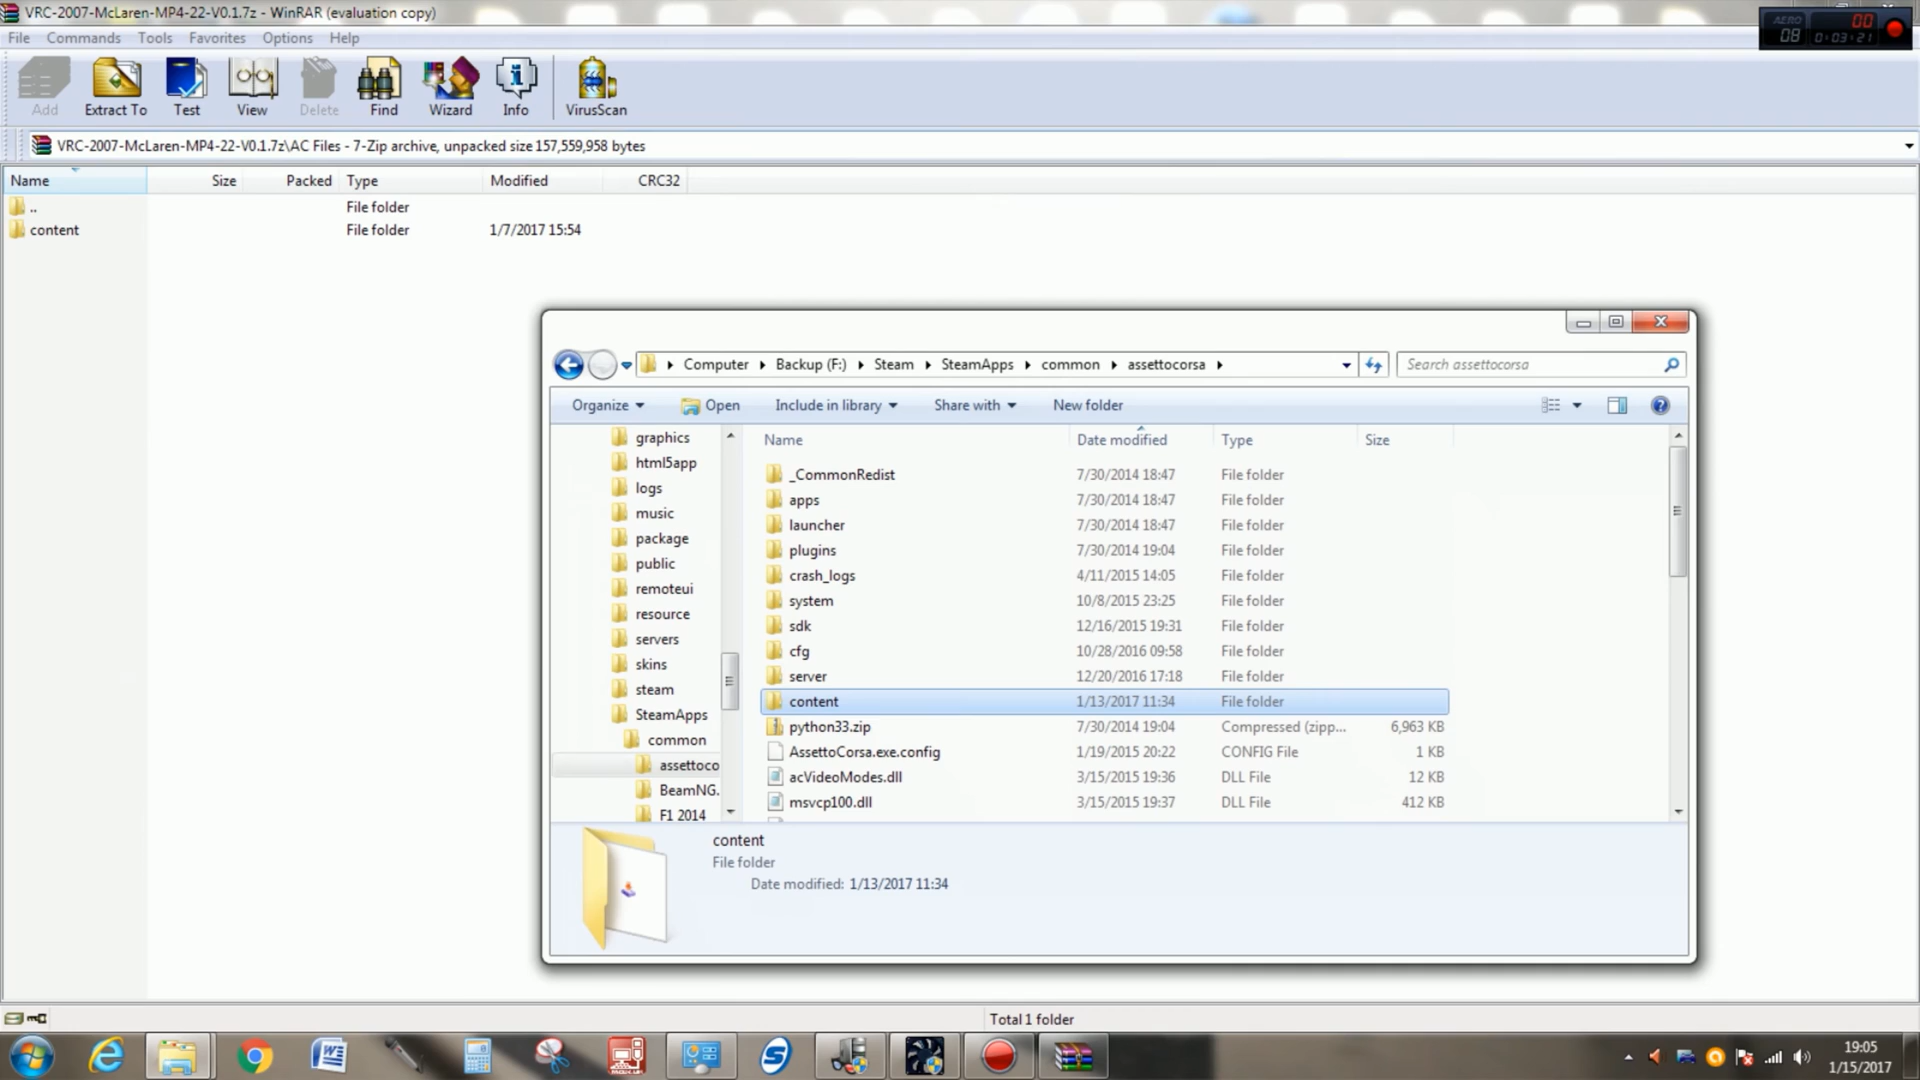 VRC-2007-McLaren-MP4-22-V0.1.7z - WinRAR (evaluation copy)
AERO 08 00 0:03:21
File Commands Tools Favorites Options Help
Add Extract To Test View Delete Find Wizard Info VirusScan
VRC-2007-McLaren-MP4-22-V0.1.7z\AC Files - 7-Zip archive, unpacked size 157,559,958 bytes
Name Size Packed Type Modified CRC32
.. File folder
content File folder 1/7/2017 15:54
Computer Backup (F:) Steam SteamApps common assettocorsa Search assettocorsa
Organize Open Include in library Share with New folder
graphics
html5app
logs
music
package
public
remoteui
resource
servers
skins
steam
SteamApps
common
assettoco
BeamNG.
F1 2014
Name Date modified Type Size
_CommonRedist 7/30/2014 18:47 File folder
apps 7/30/2014 18:47 File folder
launcher 7/30/2014 18:47 File folder
plugins 7/30/2014 19:04 File folder
crash_logs 4/11/2015 14:05 File folder
system 10/8/2015 23:25 File folder
sdk 12/16/2015 19:31 File folder
cfg 10/28/2016 09:58 File folder
server 12/20/2016 17:18 File folder
content 1/13/2017 11:34 File folder
python33.zip 7/30/2014 19:04 Compressed (zipp... 6,963 KB
AssettoCorsa.exe.config 1/19/2015 20:22 CONFIG File 1 KB
acVideoModes.dll 3/15/2015 19:36 DLL File 12 KB
msvcp100.dll 3/15/2015 19:37 DLL File 412 KB
content
File folder
Date modified: 1/13/2017 11:34
Total 1 folder
19:05
1/15/2017